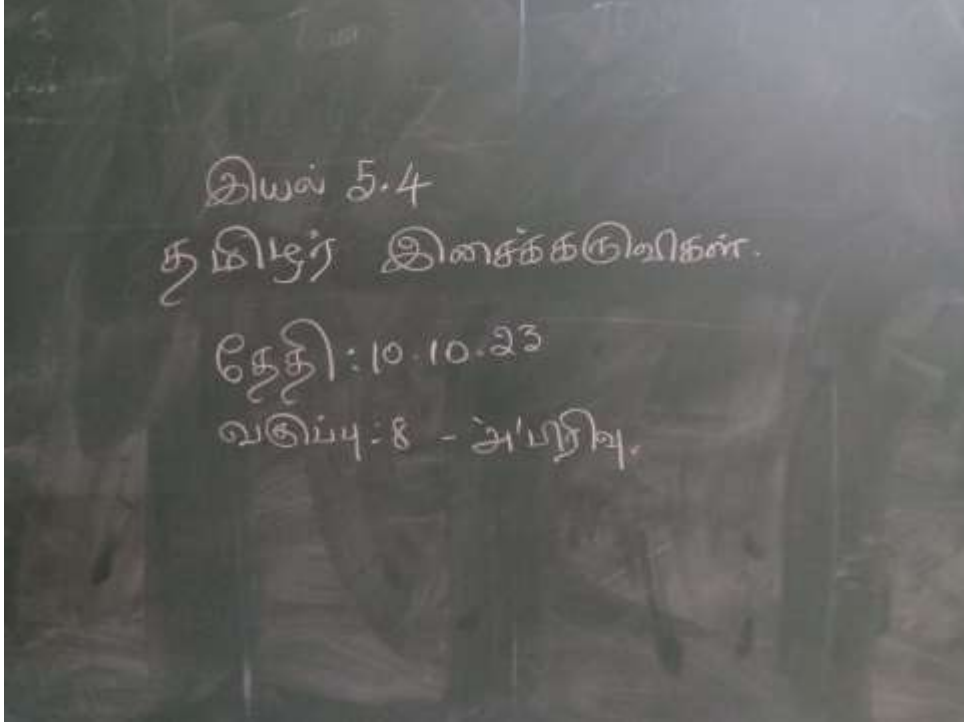 இயல் 5.4
தமிழர் இசைக்கருவிகள்.
தேதி : 10.10.23
வகுப்பு : 8 - 'அ' பிரிவு.